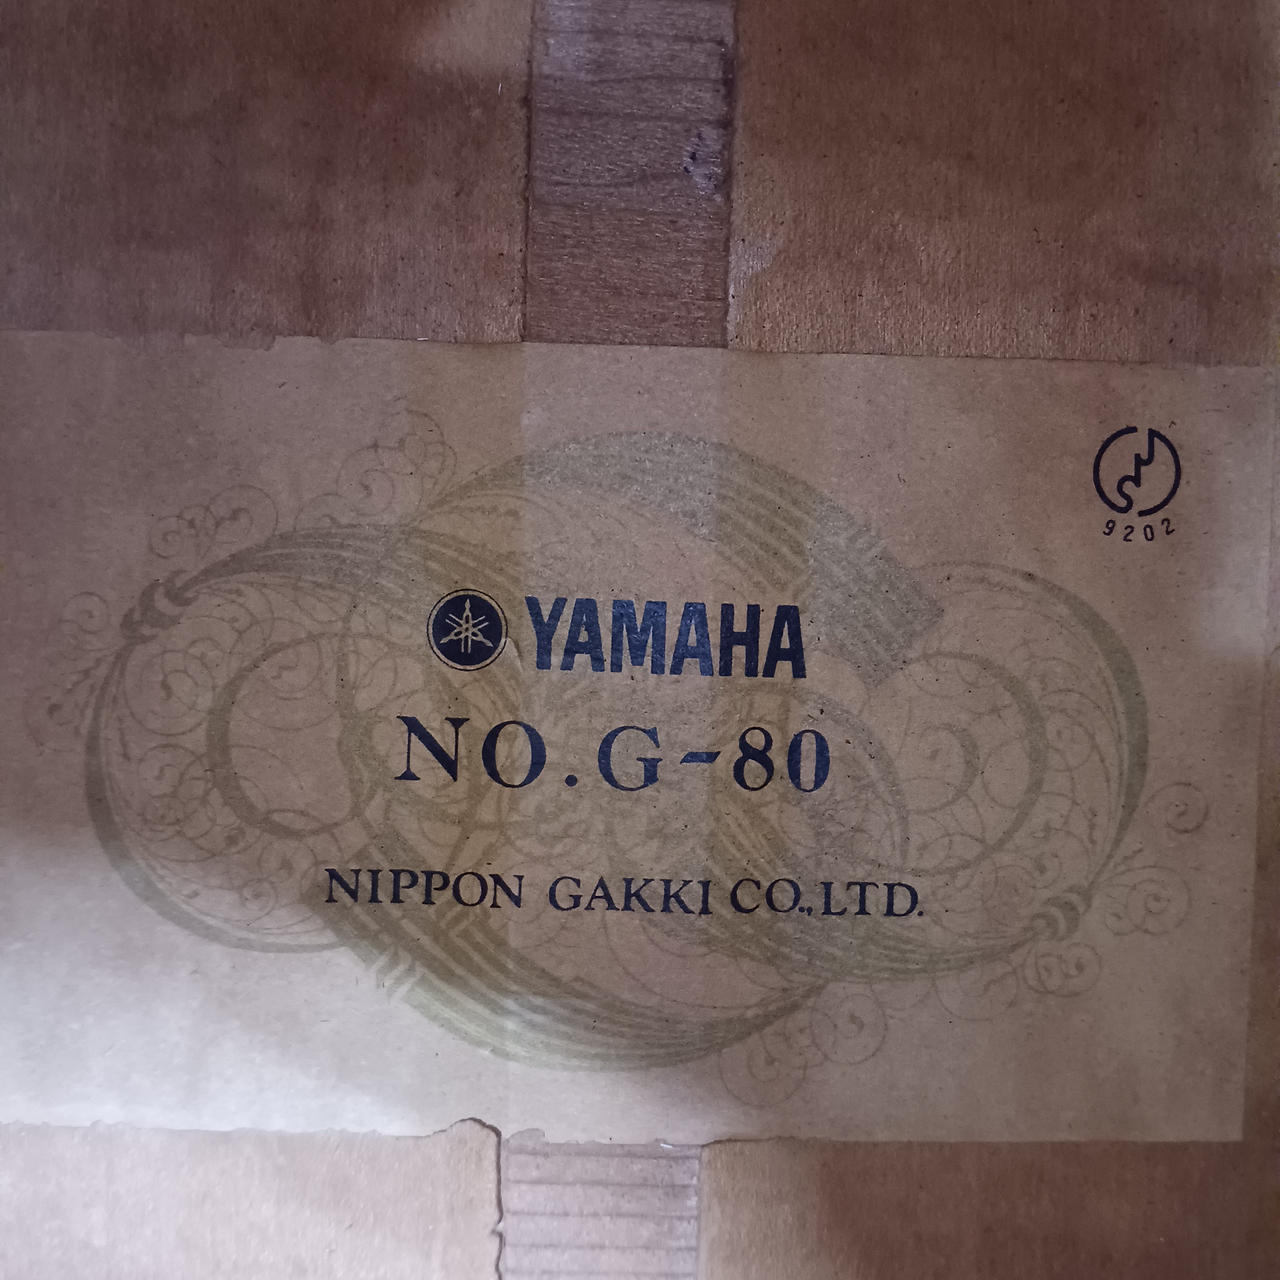 9202
YAMAHA
NO. G-80
NIPPON GAKKI CO., LTD.